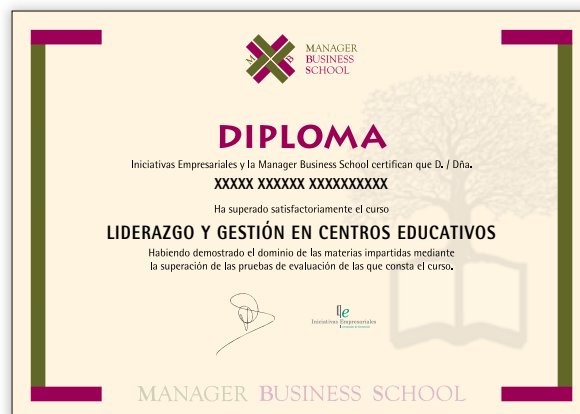 MANAGER
BUSINESS
SCHOOL
M B
DIPLOMA
Iniciativas Empresariales y la Manager Business School certifican que D. / Dña.
XXXXX XXXXXX XXXXXXXXXX
Ha superado satisfactoriamente el curso
LIDERAZGO Y GESTIÓN EN CENTROS EDUCATIVOS
Habiendo demostrado el dominio de las materias impartidas mediante
la superación de las pruebas de evaluación de las que consta el curso.
Iniciativas Empresariales
MANAGER BUSINESS SCHOOL